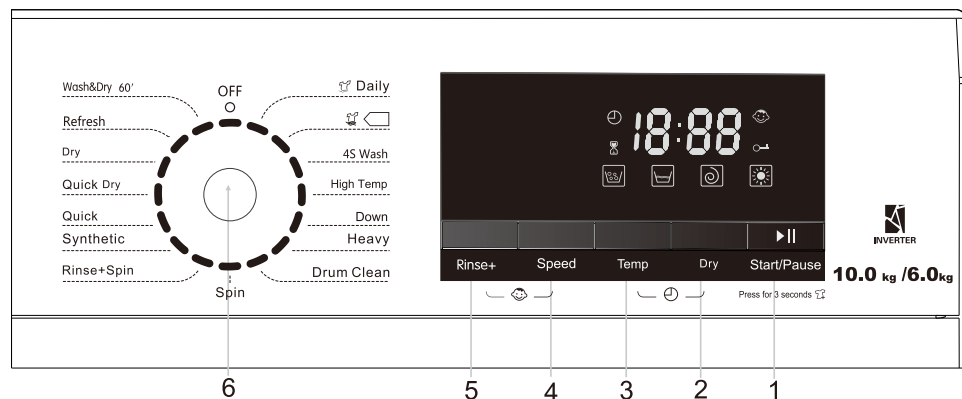 OFF
Wash&Dry 60′
Refresh
Dry
Quick Dry
Quick
Synthetic
Rinse+Spin
Spin
Daily
4S Wash
High Temp
Down
Heavy
Drum Clean
18:88
Rinse+ Speed Temp Dry Start/Pause
Press for 3 seconds
INVERTER
10.0 kg /6.0kg
6 5 4 3 2 1